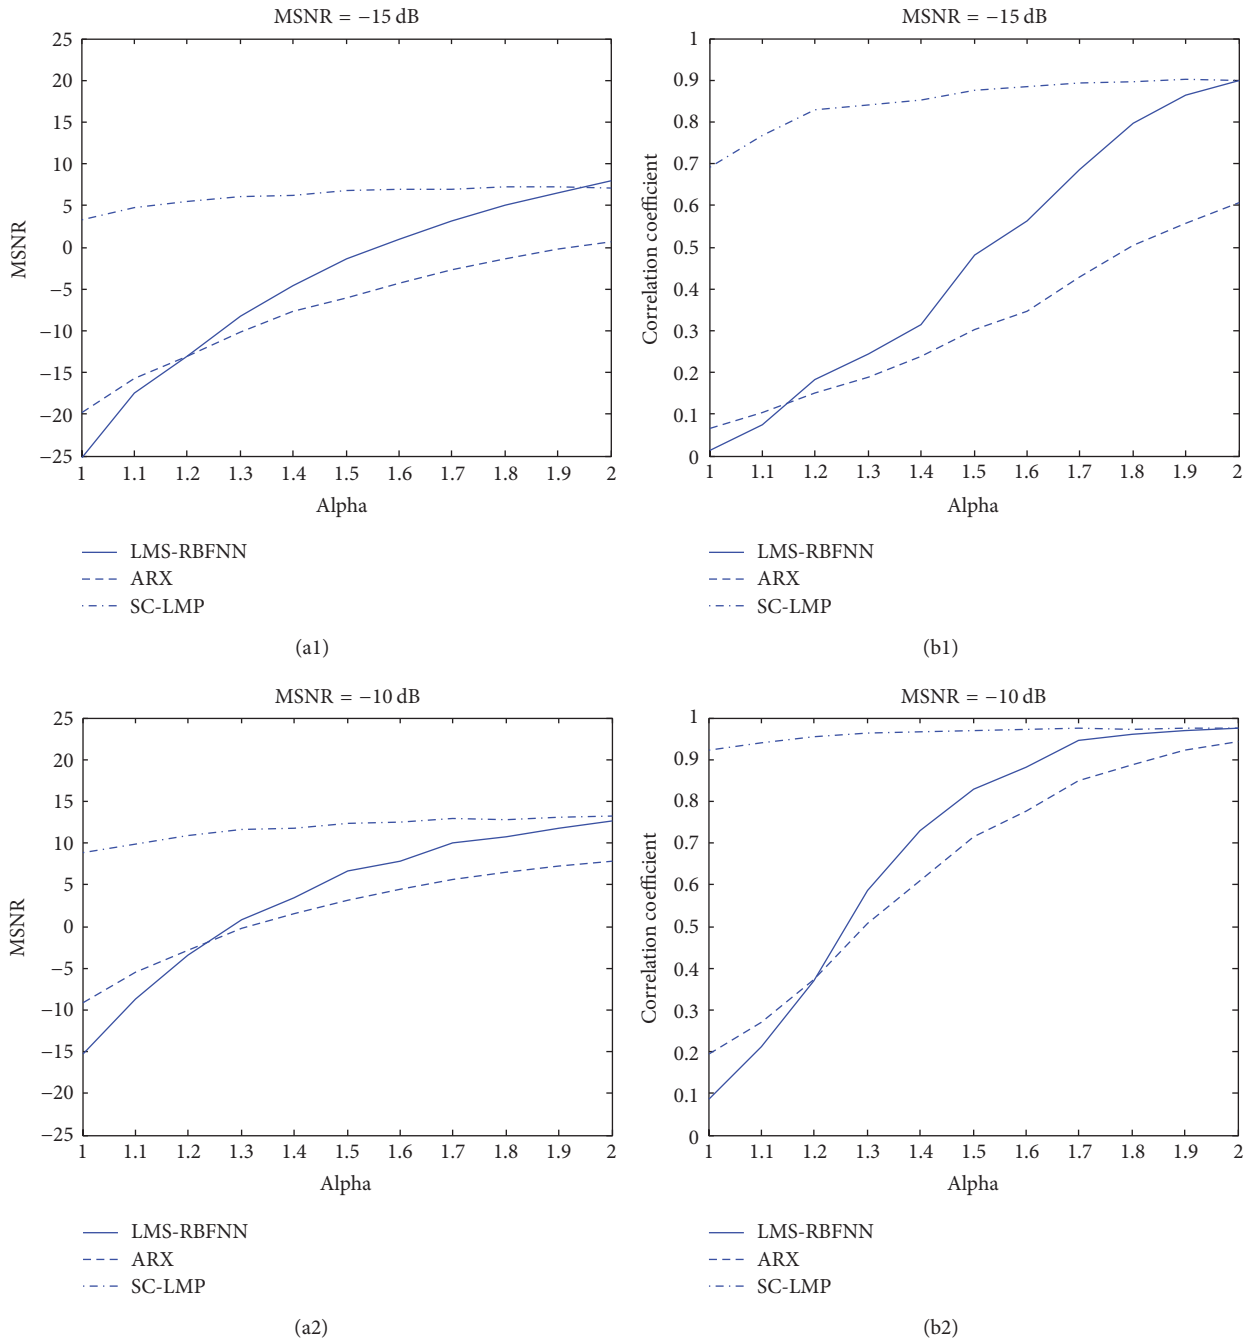 MSNR = −15 dB
25
20
15
10
5
0
−5
−10
−15
−20
−25
MSNR
1 1.1 1.2 1.3 1.4 1.5 1.6 1.7 1.8 1.9 2
Alpha
LMS-RBFNN
ARX
SC-LMP
(a1)
MSNR = −15 dB
1
0.9
0.8
0.7
0.6
0.5
0.4
0.3
0.2
0.1
0
Correlation coefficient
1 1.1 1.2 1.3 1.4 1.5 1.6 1.7 1.8 1.9 2
Alpha
LMS-RBFNN
ARX
SC-LMP
(b1)
MSNR = −10 dB
25
20
15
10
5
0
−5
−10
−15
−20
−25
MSNR
1 1.1 1.2 1.3 1.4 1.5 1.6 1.7 1.8 1.9 2
Alpha
LMS-RBFNN
ARX
SC-LMP
(a2)
MSNR = −10 dB
1
0.9
0.8
0.7
0.6
0.5
0.4
0.3
0.2
0.1
0
Correlation coefficient
1 1.1 1.2 1.3 1.4 1.5 1.6 1.7 1.8 1.9 2
Alpha
LMS-RBFNN
ARX
SC-LMP
(b2)